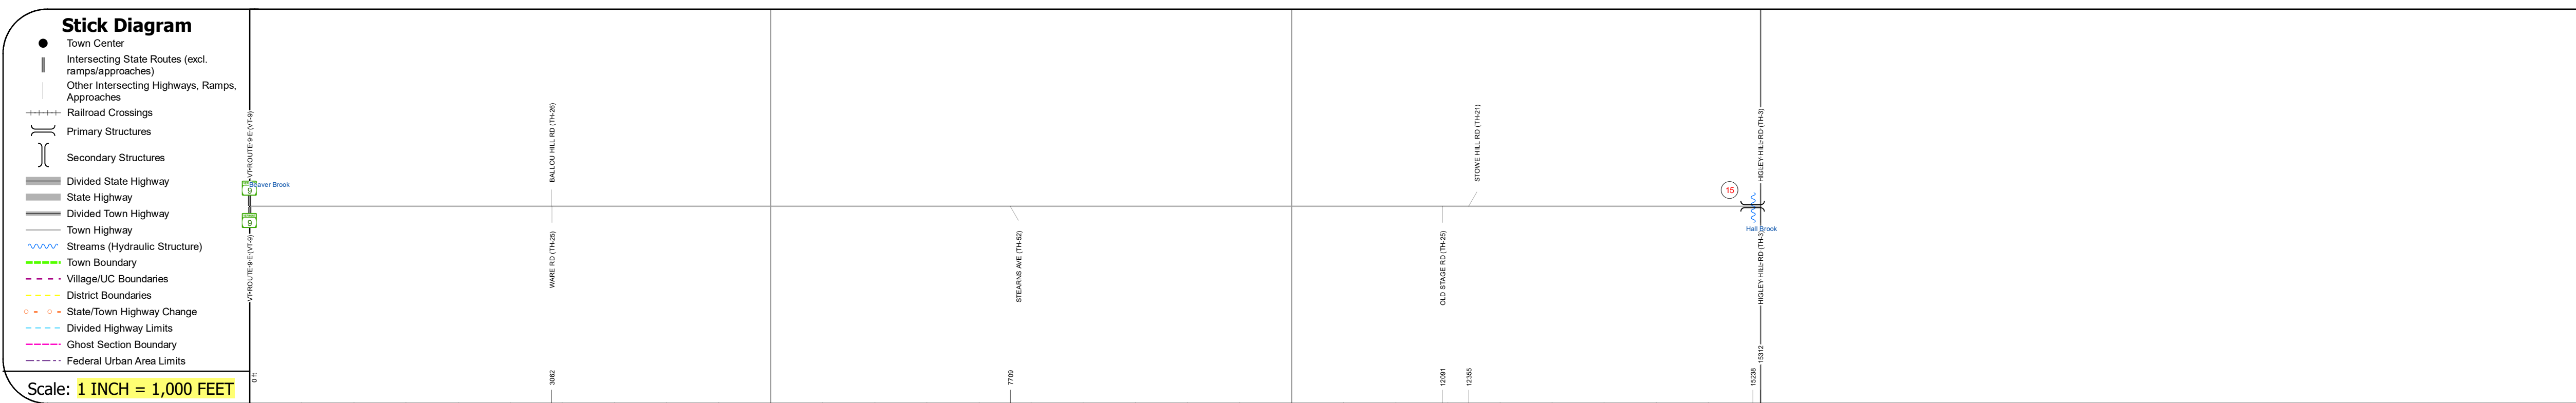 Stick Diagram
Town Center
Intersecting State Routes (excl.
ramps/approaches)
Other Intersecting Highways, Ramps,
Approaches
Railroad Crossings
Primary Structures
Secondary Structures
Divided State Highway
State Highway
Divided Town Highway
Town Highway
Streams (Hydraulic Structure)
Town Boundary
Village/UC Boundaries
District Boundaries
State/Town Highway Change
Divided Highway Limits
Ghost Section Boundary
Federal Urban Area Limits
Scale: 1 INCH = 1,000 FEET
VT-ROUTE-9 E (VT-9)
9
Beaver Brook
9
VT-ROUTE-9 E (VT-9)
0 ft
BALLOU HILL RD (TH-26)
WARE RD (TH-25)
3062
STEARNS AVE (TH-52)
7709
OLD STAGE RD (TH-25)
12091
STOWE HILL RD (TH-21)
12355
15
Hall Brook
15238
HIGLEY HILL RD (TH-3)
HIGLEY HILL RD (TH-3)
15312